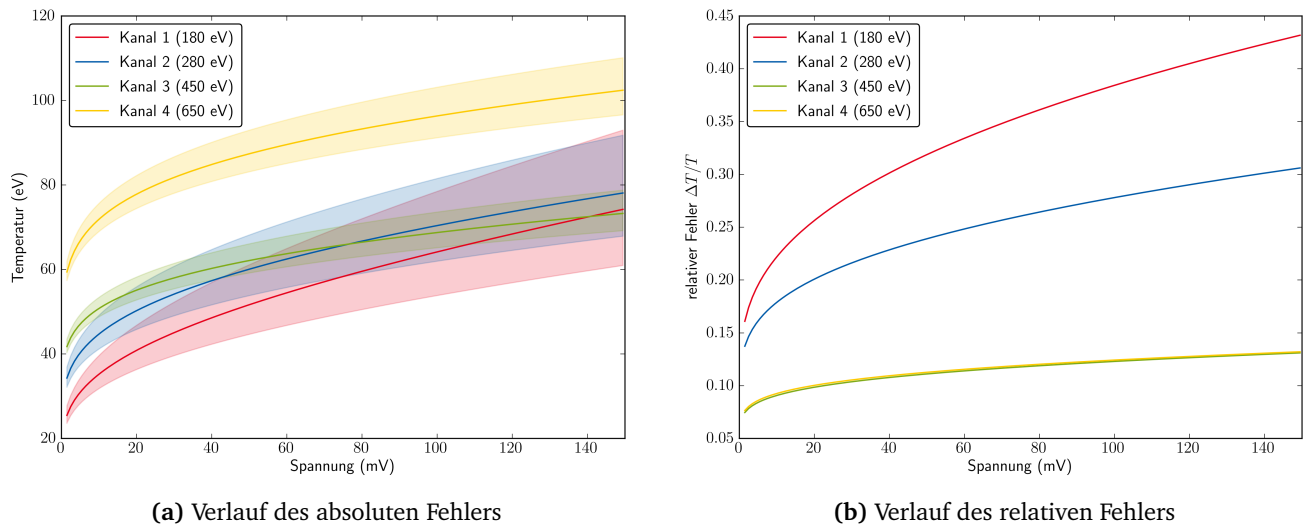 120
100
80
60
40
20
Temperatur (eV)
Kanal 1 (180 eV)
Kanal 2 (280 eV)
Kanal 3 (450 eV)
Kanal 4 (650 eV)
0 20 40 60 80 100 120 140
Spannung (mV)
(a) Verlauf des absoluten Fehlers
0.45
0.40
0.35
0.30
0.25
0.20
0.15
0.10
0.05
relativer Fehler ΔT/T
Kanal 1 (180 eV)
Kanal 2 (280 eV)
Kanal 3 (450 eV)
Kanal 4 (650 eV)
0 20 40 60 80 100 120 140
Spannung (mV)
(b) Verlauf des relativen Fehlers